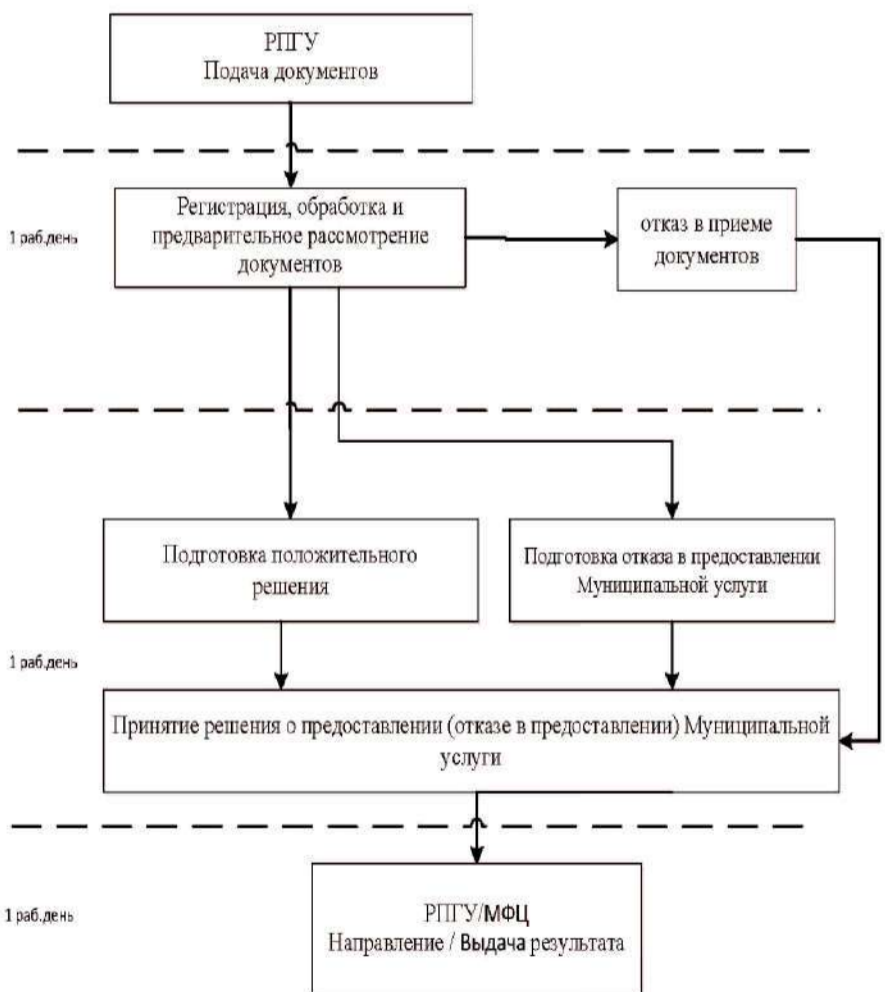 РПГУ
Подача документов
1 раб.день
Регистрация, обработка и
предварительное рассмотрение
документов
отказ в приеме
документов
Подготовка положительного
решения
Подготовка отказа в предоставлении
Муниципальной услуги
1 раб.день
Принятие решения о предоставлении (отказе в предоставлении) Муниципальной
услуги
1 раб.день
РПГУ/МФЦ
Направление / Выдача результата